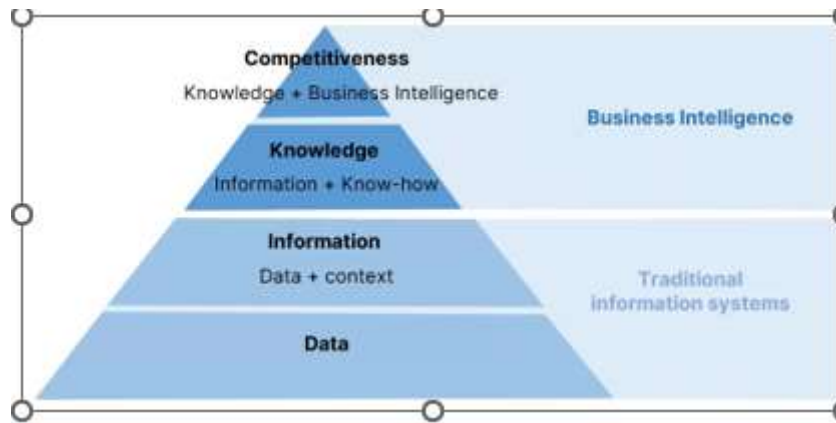 Competitiveness
Knowledge + Business Intelligence
Business Intelligence
Knowledge
Information + Know-how
Information
Data + context
Traditional
information systems
Data